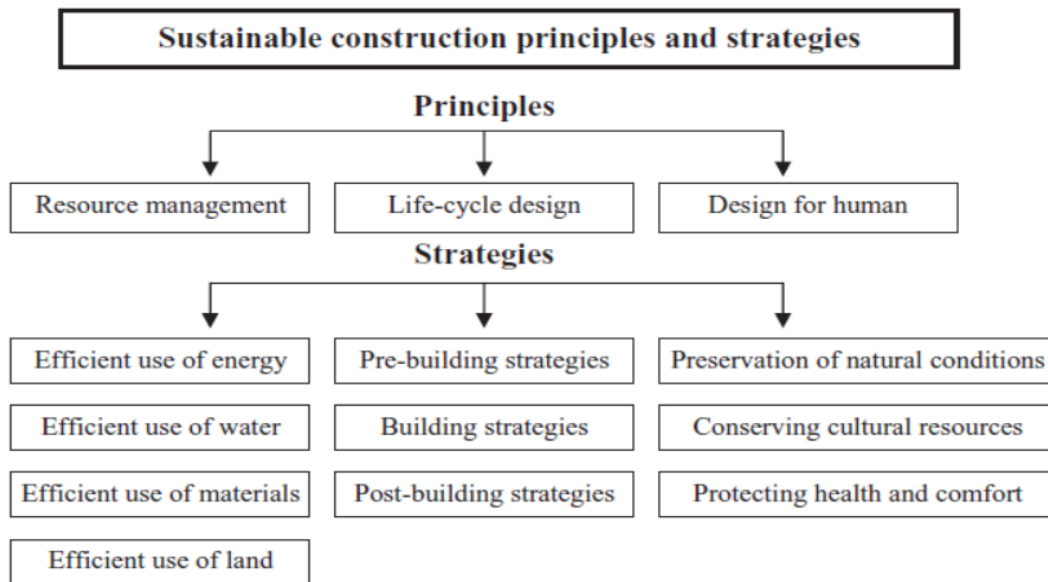 Sustainable construction principles and strategies
Principles
Resource management
Life-cycle design
Design for human
Strategies
Efficient use of energy
Pre-building strategies
Preservation of natural conditions
Efficient use of water
Building strategies
Conserving cultural resources
Efficient use of materials
Post-building strategies
Protecting health and comfort
Efficient use of land